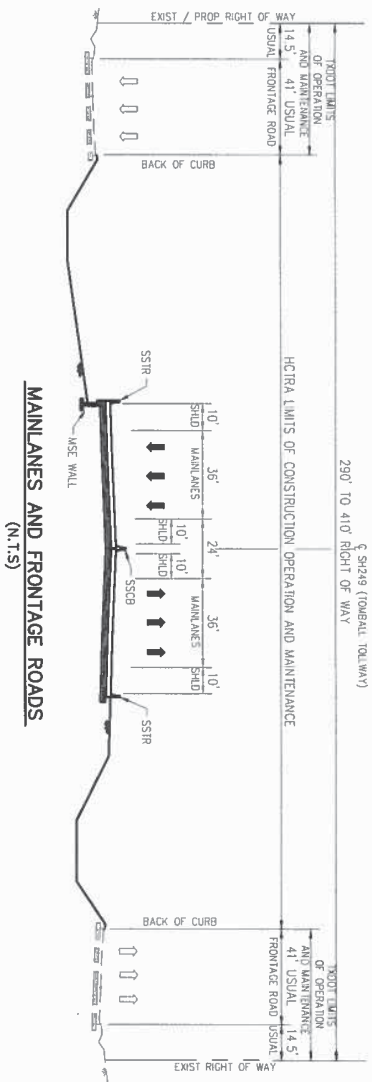 EXIST / PROP RIGHT OF WAY
℄ SH249 (TOMBALL TOLLWAY)
290' TO 410' RIGHT OF WAY
TXDOT LIMITS
OF OPERATION
AND MAINTENANCE
14.5'
USUAL
41' USUAL
FRONTAGE ROAD
BACK OF CURB
HCTRA LIMITS OF CONSTRUCTION OPERATION AND MAINTENANCE
10'
SHLD
36'
MAINLANES
24'
10'
SHLD
10'
SHLD
36'
MAINLANES
10'
SHLD
SSTR
SSCB
SSTR
MSE WALL
BACK OF CURB
TXDOT LIMITS
OF OPERATION
AND MAINTENANCE
41' USUAL
FRONTAGE ROAD
14.5'
USUAL
EXIST RIGHT OF WAY
MAINLANES AND FRONTAGE ROADS
(N.T.S)